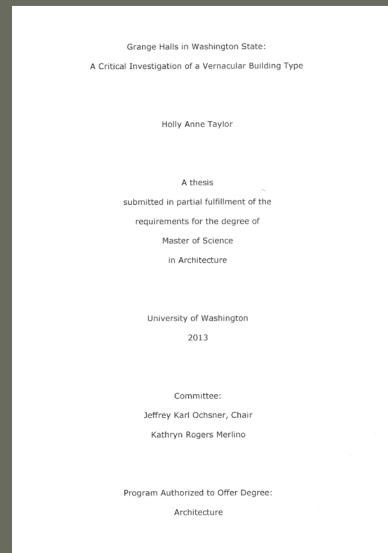 Grange Halls in Washington State:
A Critical Investigation of a Vernacular Building Type
Holly Anne Taylor
A thesis
submitted in partial fulfillment of the
requirements for the degree of
Master of Science
in Architecture
University of Washington
2013
Committee:
Jeffrey Karl Ochsner, Chair
Kathryn Rogers Merlino
Program Authorized to Offer Degree:
Architecture